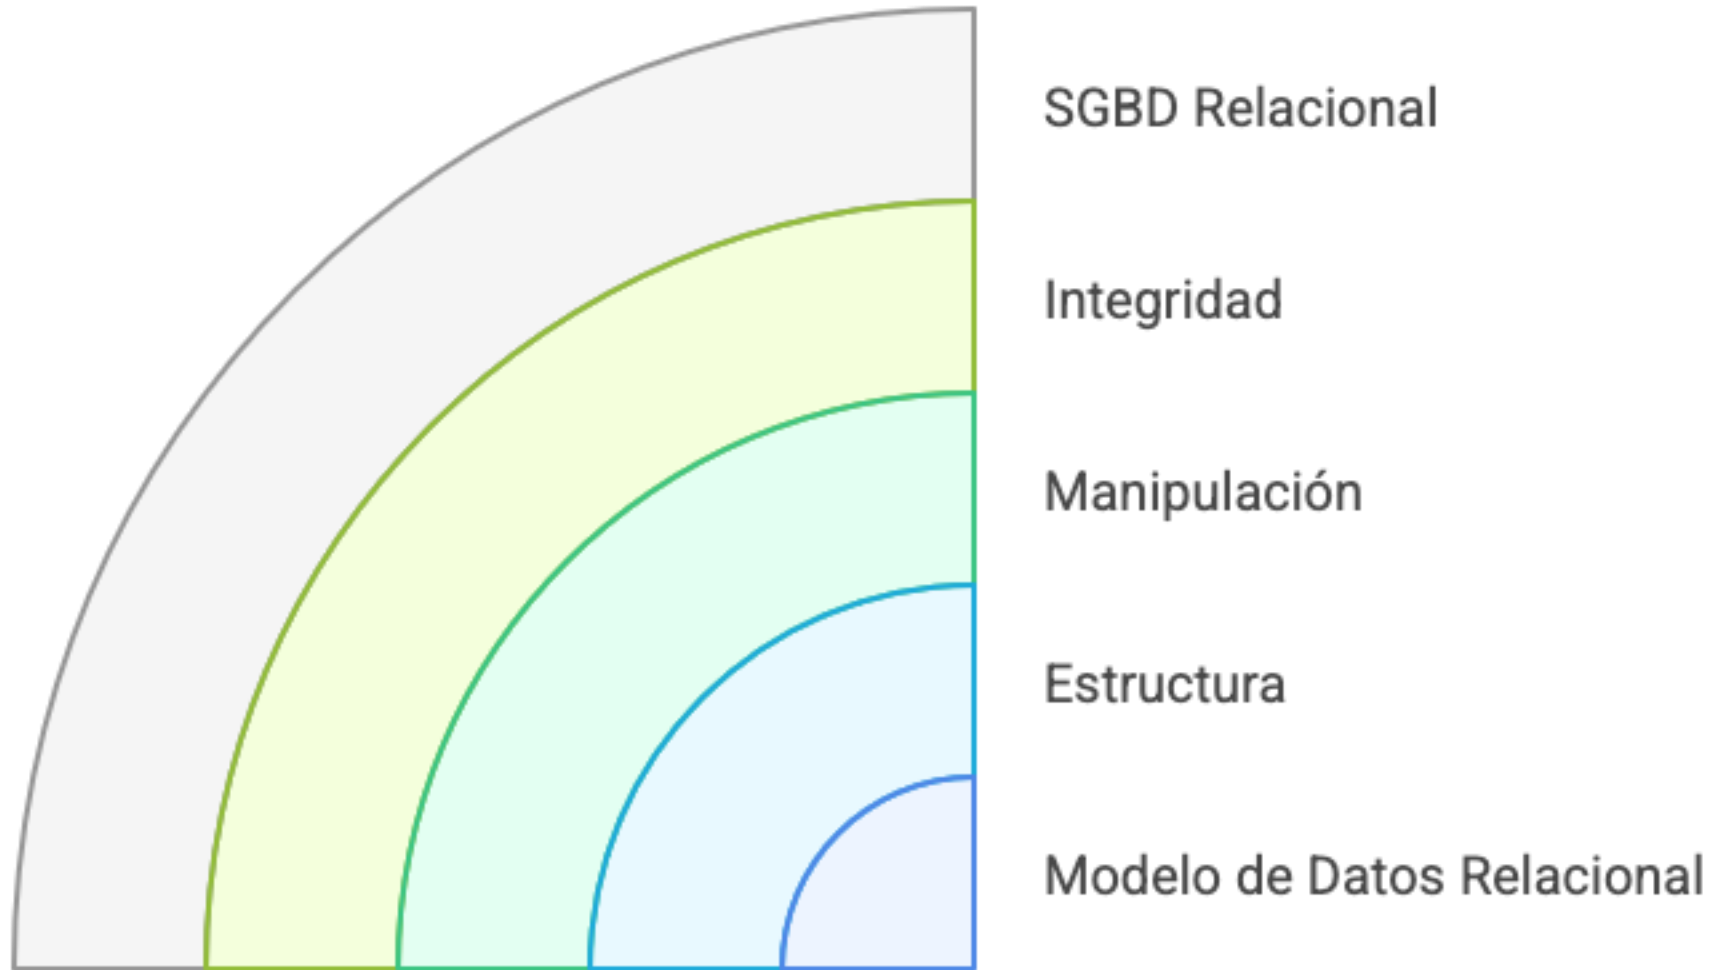 SGBD Relacional
Integridad
Manipulación
Estructura
Modelo de Datos Relacional